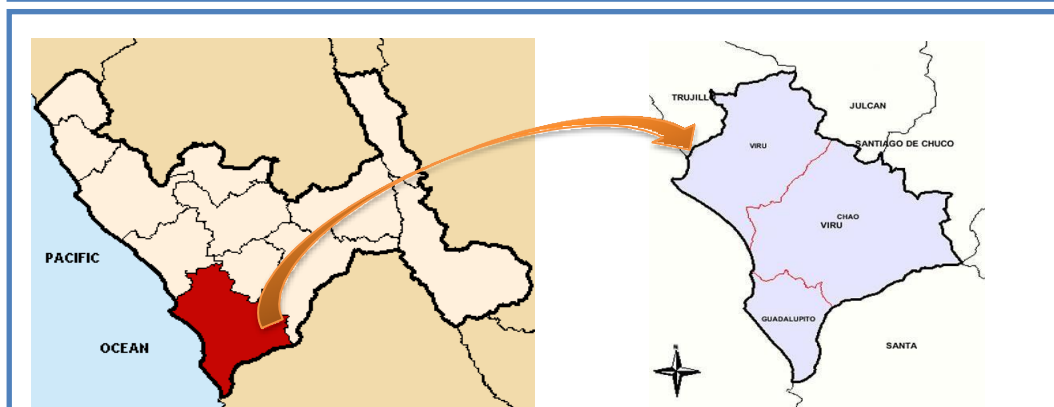 PACIFIC
OCEAN
TRUJILLO
JULCAN
SANTIAGO DE CHUCO
VIRU
CHAO
VIRU
GUADALUPITO
SANTA
N